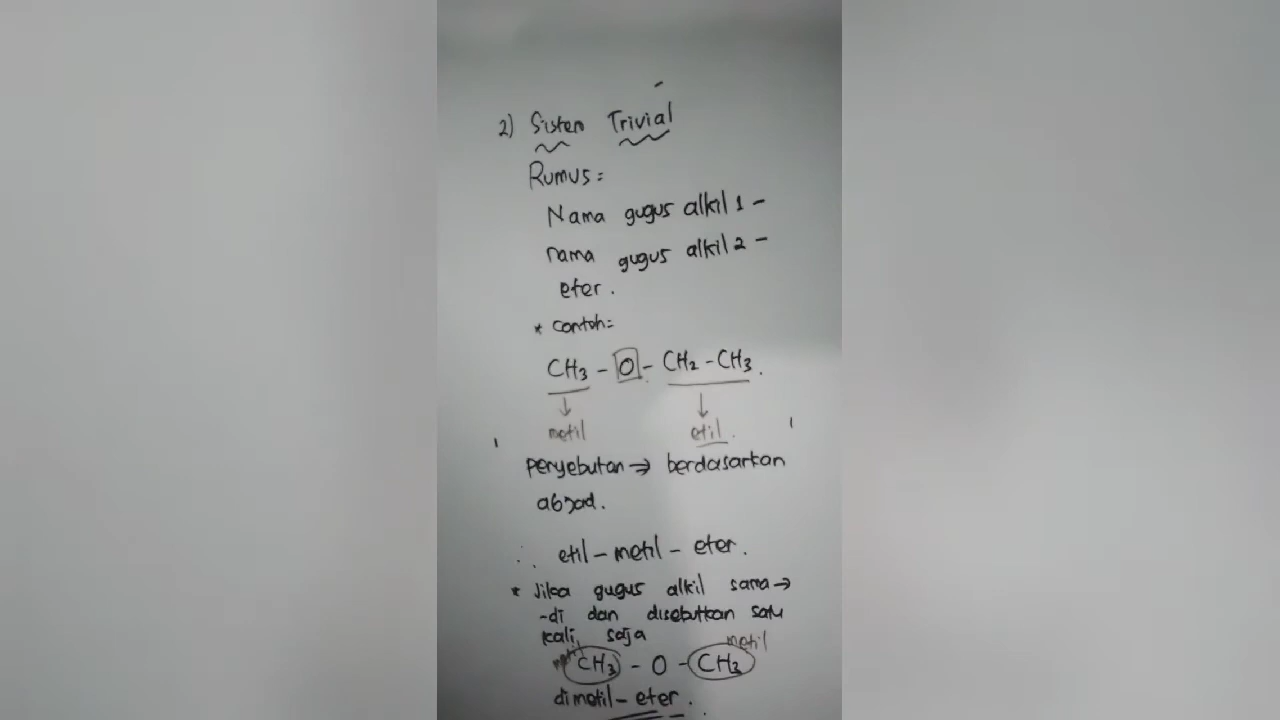 2) Sistem Trivial
Rumus =
Nama gugus alkil 1 -
nama gugus alkil 2 -
eter.
* contoh =
CH₃ - O - CH₂ - CH₃.
↓ ↓
metil etil.
penyebutan → berdasarkan
abjad.
∴ etil - metil - eter.
* Jika gugus alkil sama →
-di dan disebutkan satu
kali saja
metil metil
CH₃ - O - CH₃
dimetil - eter.